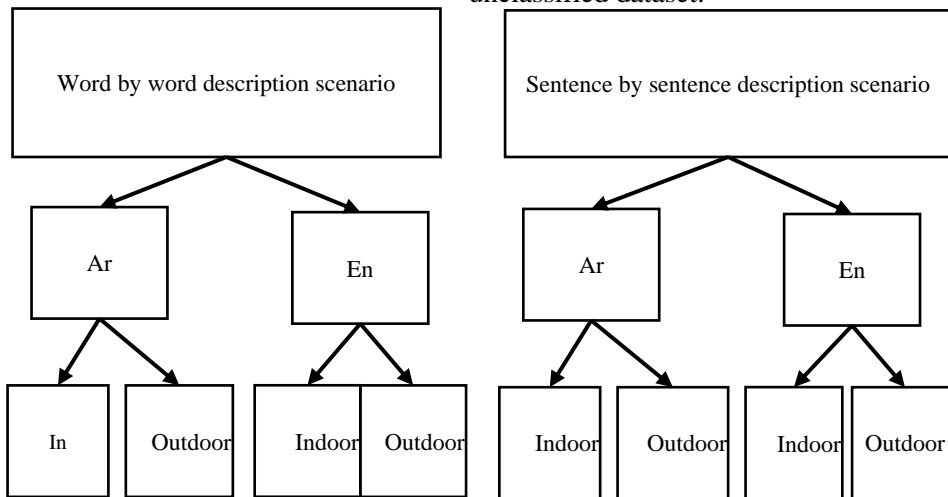 unclassified dataset.
Word by word description scenario
Sentence by sentence description scenario
Ar
En
Ar
En
In
Outdoor
Indoor
Outdoor
Indoor
Outdoor
Indoor
Outdoor